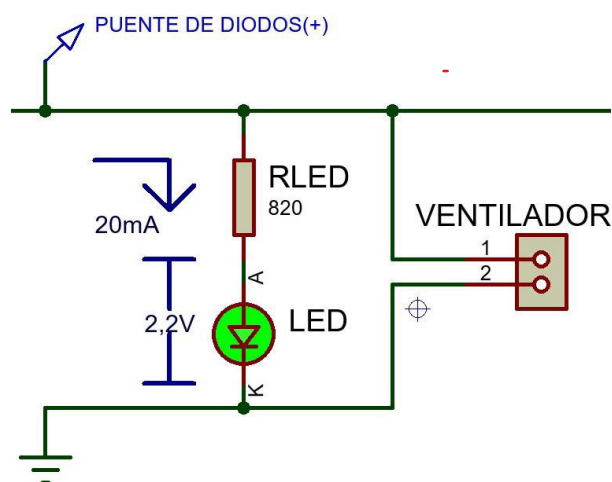 PUENTE DE DIODOS(+)
RLED
820
20mA
VENTILADOR
1
2
A
2,2V
LED
K